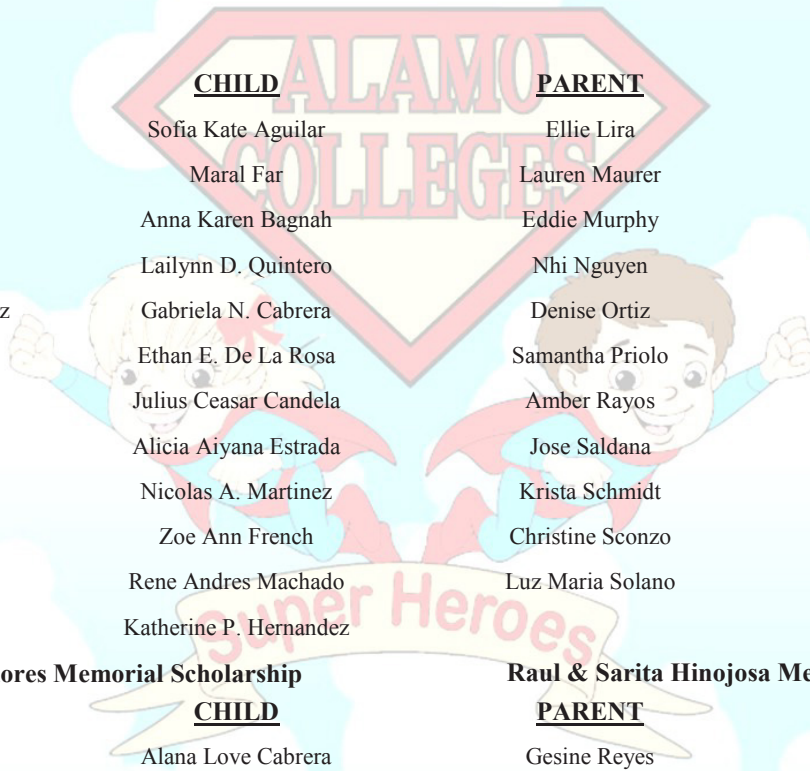 ALAMO
COLLEGES
CHILD PARENT
Sofia Kate Aguilar Ellie Lira
Maral Far Lauren Maurer
Anna Karen Bagnah Eddie Murphy
Lailynn D. Quintero Nhi Nguyen
z Gabriela N. Cabrera Denise Ortiz
Ethan E. De La Rosa Samantha Priolo
Julius Ceasar Candela Amber Rayos
Alicia Aiyana Estrada Jose Saldana
Nicolas A. Martinez Krista Schmidt
Zoe Ann French Christine Sconzo
Rene Andres Machado Luz Maria Solano
Katherine P. Hernandez
Super Heroes
ores Memorial Scholarship Raul & Sarita Hinojosa Me
CHILD PARENT
Alana Love Cabrera Gesine Reyes